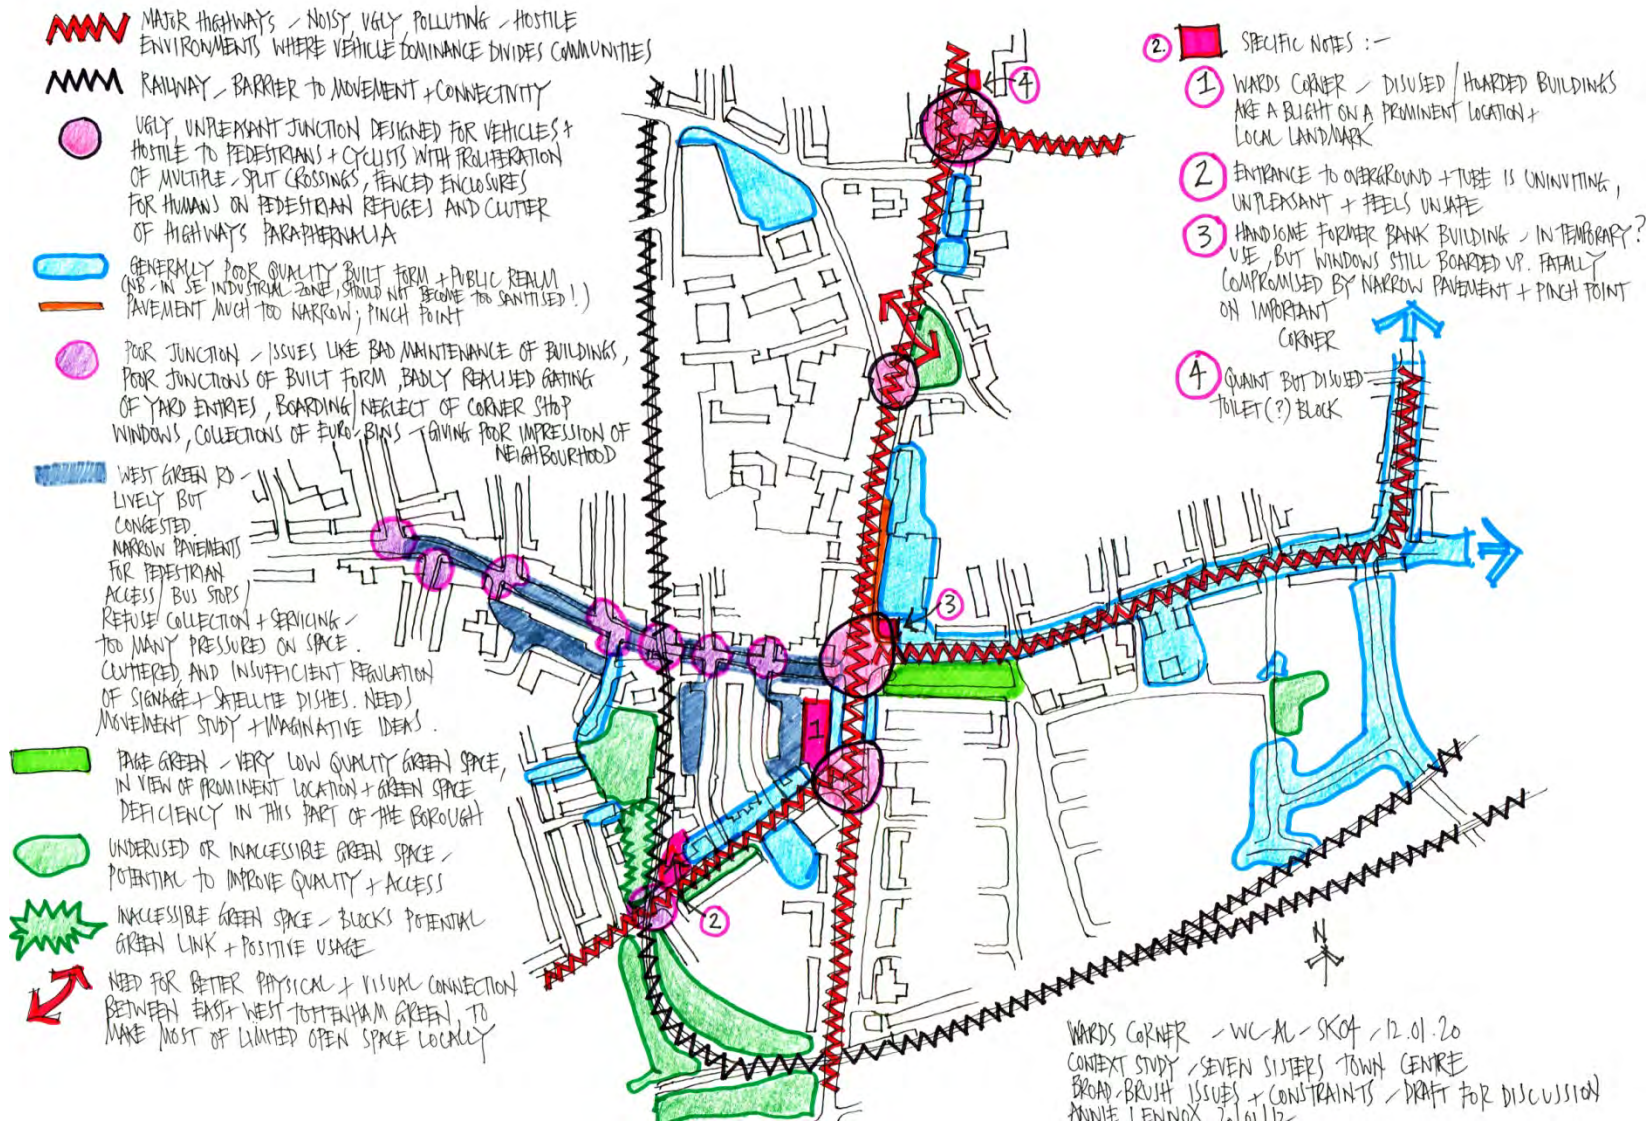 MAJOR HIGHWAYS - NOISY, UGLY, POLLUTING - HOSTILE
ENVIRONMENTS WHERE VEHICLE DOMINANCE DIVIDES COMMUNITIES
RAILWAY - BARRIER TO MOVEMENT + CONNECTIVITY
UGLY, UNPLEASANT JUNCTION DESIGNED FOR VEHICLES +
HOSTILE TO PEDESTRIANS + CYCLISTS WITH PROLIFERATION
OF MULTIPLE, SPLIT CROSSINGS, FENCED ENCLOSURES
FOR HUMANS ON PEDESTRIAN REFUGES AND CLUTTER
OF HIGHWAYS PARAPHERNALIA
GENERALLY POOR QUALITY BUILT FORM + PUBLIC REALM
(NB - IN SE INDUSTRIAL ZONE, SHOULD NOT BECOME TOO SANITISED!)
PAVEMENT MUCH TOO NARROW; PINCH POINT
POOR JUNCTION - ISSUES LIKE BAD MAINTENANCE OF BUILDINGS,
POOR JUNCTIONS OF BUILT FORM, BADLY REALISED GATING
OF YARD ENTRIES, BOARDING/NEGLECT OF CORNER SHOP
WINDOWS, COLLECTIONS OF EURO-BINS - GIVING POOR IMPRESSION OF
NEIGHBOURHOOD
WEST GREEN RD -
LIVELY BUT
CONGESTED.
NARROW PAVEMENTS
FOR PEDESTRIAN
ACCESS/BUS STOPS/
REFUSE COLLECTION + SERVICING -
TOO MANY PRESSURES ON SPACE.
CLUTTERED, AND INSUFFICIENT REGULATION
OF SIGNAGE + SATELLITE DISHES. NEEDS
MOVEMENT STUDY + IMAGINATIVE IDEAS.
PAGE GREEN - VERY LOW QUALITY GREEN SPACE,
IN VIEW OF PROMINENT LOCATION + GREEN SPACE
DEFICIENCY IN THIS PART OF THE BOROUGH
UNDERUSED OR INACCESSIBLE GREEN SPACE -
POTENTIAL TO IMPROVE QUALITY + ACCESS
INACCESSIBLE GREEN SPACE - BLOCKS POTENTIAL
GREEN LINK + POSITIVE USAGE
NEED FOR BETTER PHYSICAL + VISUAL CONNECTION
BETWEEN EAST + WEST TOTTENHAM GREEN, TO
MAKE MOST OF LIMITED OPEN SPACE LOCALLY
4
3
1
2
2. SPECIFIC NOTES :-
1 WARDS CORNER - DISUSED/HOARDED BUILDINGS
ARE A BLIGHT ON A PROMINENT LOCATION +
LOCAL LANDMARK
2 ENTRANCE TO OVERGROUND + TUBE IS UNINVITING,
UNPLEASANT + FEELS UNSAFE
3 HANDSOME FORMER BANK BUILDING - IN TEMPORARY?
USE, BUT WINDOWS STILL BOARDED UP. FATALLY
COMPROMISED BY NARROW PAVEMENT + PINCH POINT
ON IMPORTANT
CORNER
4 QUAINT BUT DISUSED
TOILET(?) BLOCK
N
WARDS CORNER - WC-AL-SK04 - 12.01.20
CONTEXT STUDY - SEVEN SISTERS TOWN CENTRE
BROAD-BRUSH ISSUES + CONSTRAINTS - DRAFT FOR DISCUSSION
ANNIE LENNOX